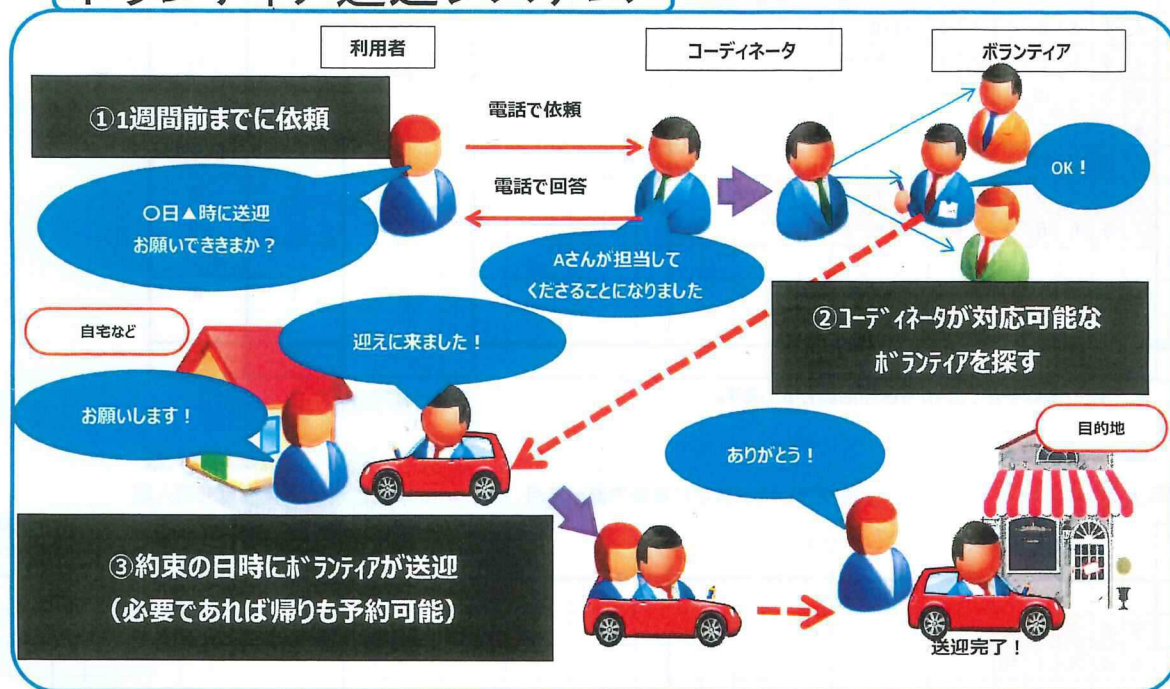 利用者
コーディネータ
ボランティア
①1週間前までに依頼
電話で依頼
電話で回答
〇日▲時に送迎
お願いでききまか？
OK！
Aさんが担当して
くださることになりました
②ｺｰﾃﾞｨﾈｰﾀが対応可能な
ﾎﾞﾗﾝﾃｨｱを探す
自宅など
迎えに来ました！
お願いします！
目的地
ありがとう！
③約束の日時にﾎﾞﾗﾝﾃｨｱが送迎
（必要であれば帰りも予約可能）
送迎完了！